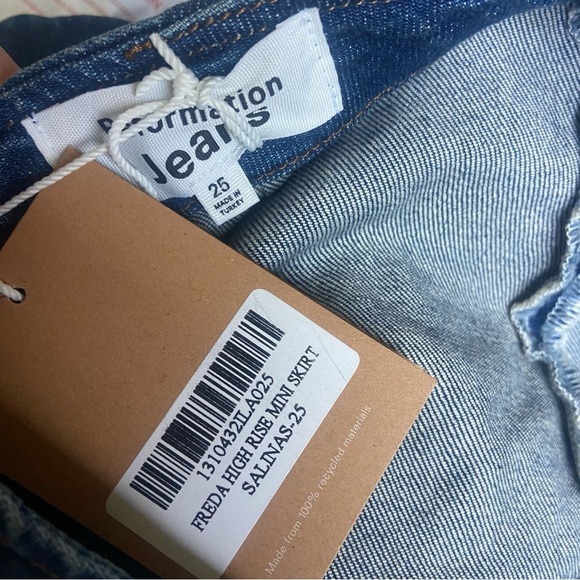 Reformation
Jeans
25
MADE IN
TURKEY
1310432ILA025
FREDA HIGH RISE MINI SKIRT
SALINAS-25
Made from 100% recycled materials